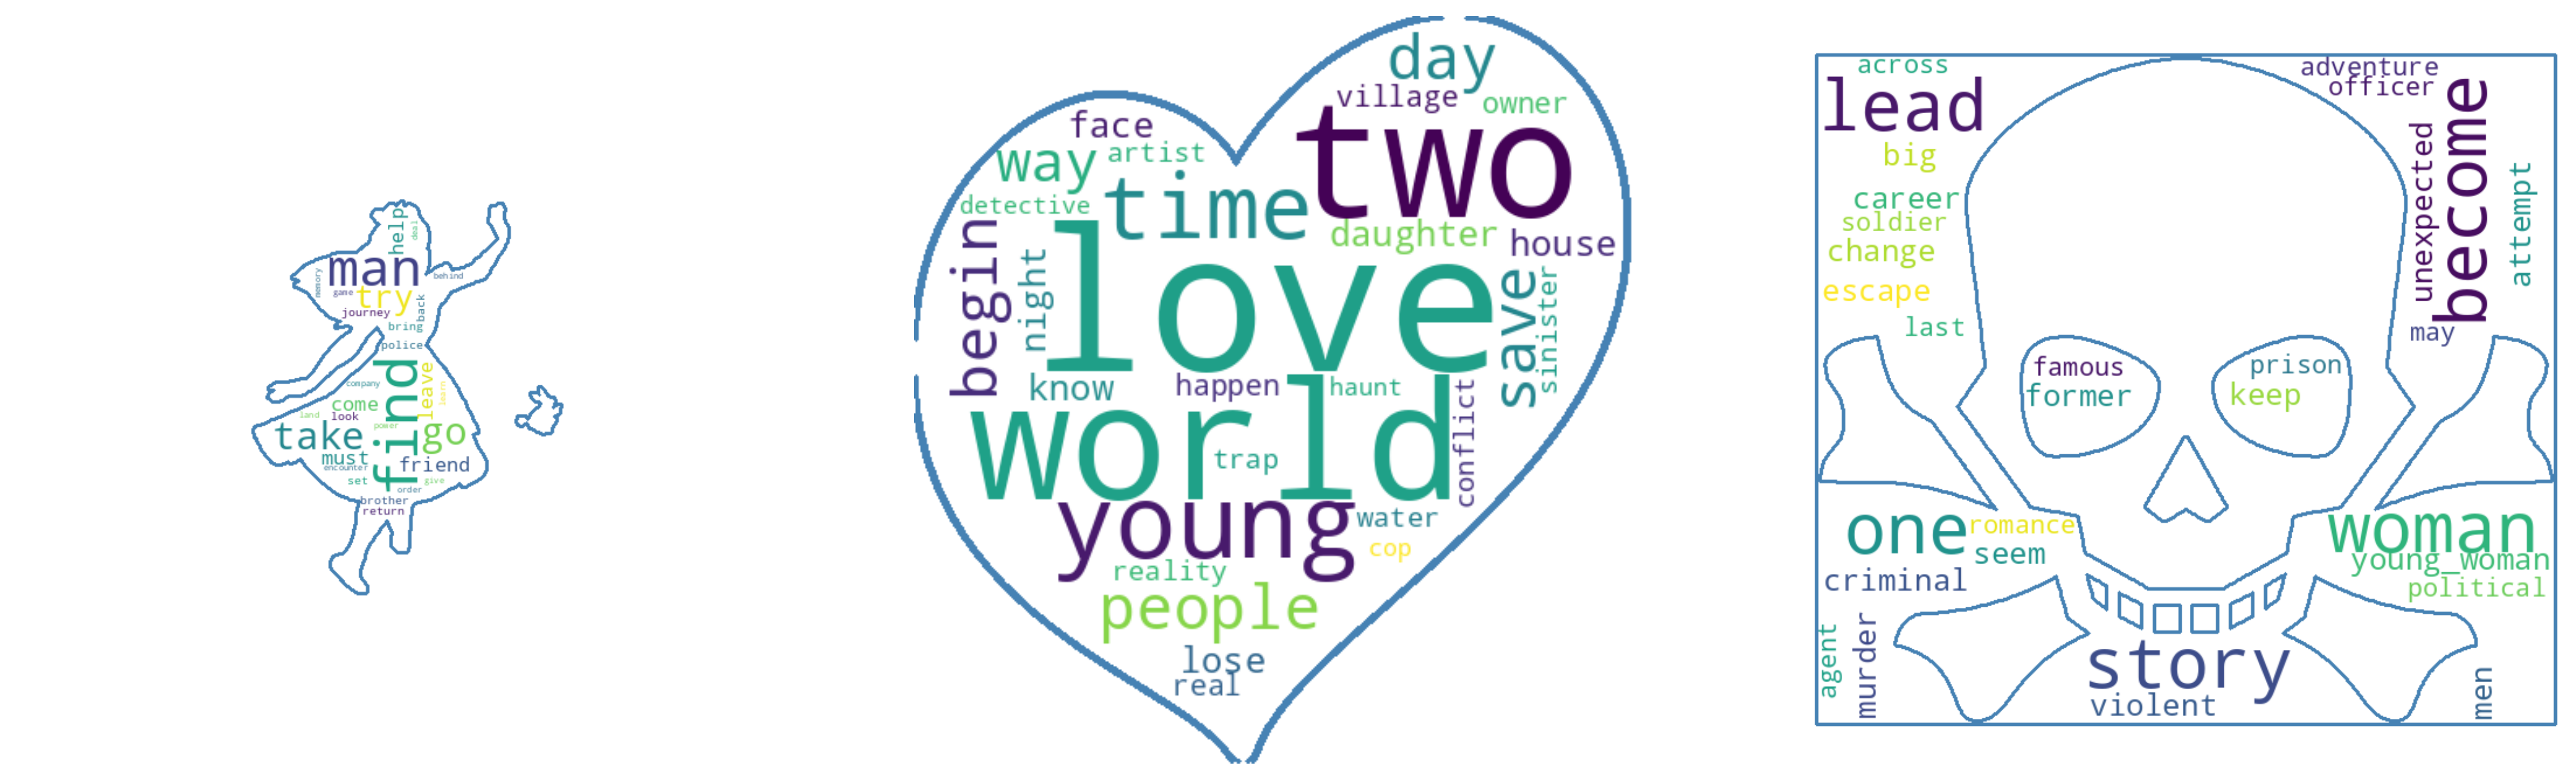 help
deal
man
memory
behind
game
try
back
journey
bring
police
find
company
leave
learn
come
land
look
power
take
go
must
encounter
friend
set
give
order
brother
return
day
village
owner
face
two
way
artist
time
detective
daughter
house
begin
night
love
save
sinister
know
happen
haunt
world
conflict
trap
young
water
cop
reality
people
lose
real
across
adventure
officer
lead
become
big
unexpected
career
attempt
soldier
change
escape
last
may
famous
prison
former
keep
one
romance
woman
seem
young_woman
criminal
political
agent
murder
story
men
violent